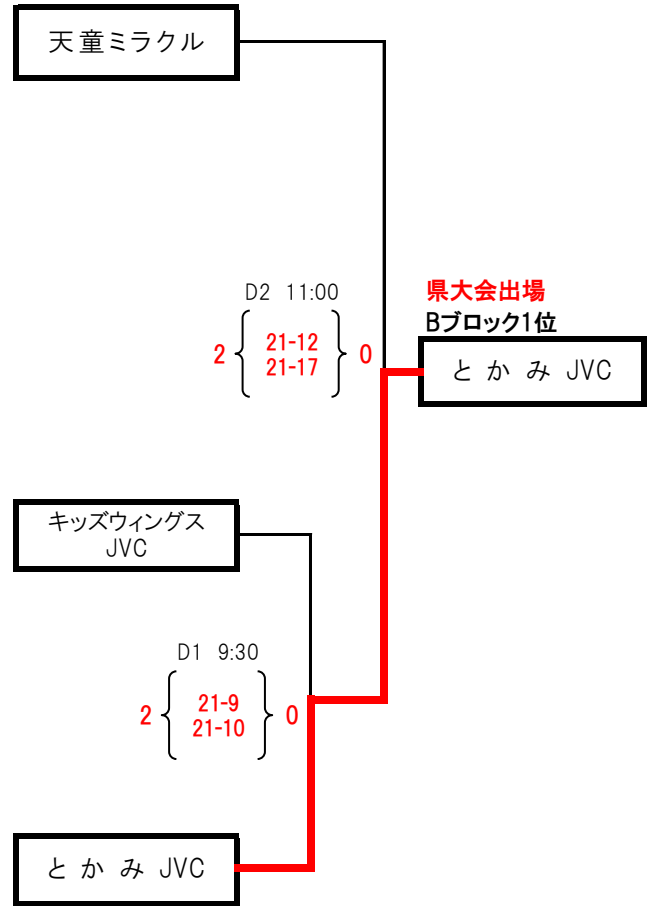 天童ミラクル
D2 11:00
2 21-12 0
21-17
県大会出場
Bブロック1位
とかみ JVC
キッズウィングス
JVC
D1 9:30
2 21-9 0
21-10
とかみ JVC